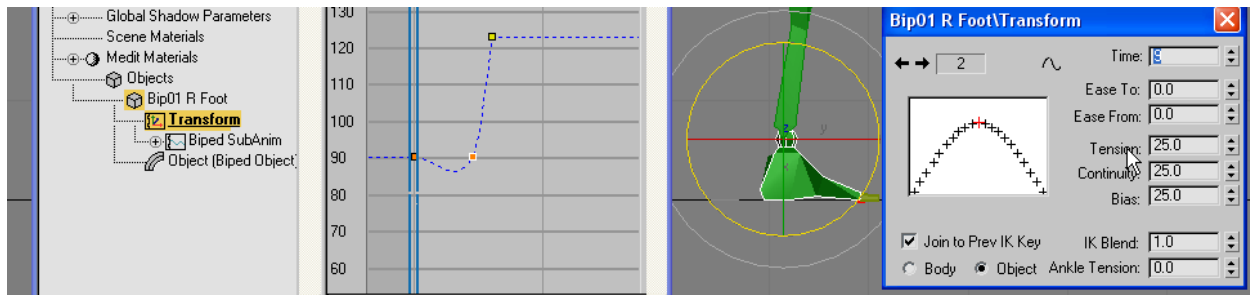 Global Shadow Parameters
Scene Materials
Medit Materials
Objects
Bip01 R Foot
Transform
Biped SubAnim
Object (Biped Object)
130
120
110
100
90
80
70
60
z
y
x
Bip01 R Foot\Transform
2
Time: 9
Ease To: 0.0
Ease From: 0.0
Tension: 25.0
Continuity: 25.0
Bias: 25.0
Join to Prev IK Key IK Blend: 1.0
Body Object Ankle Tension: 0.0